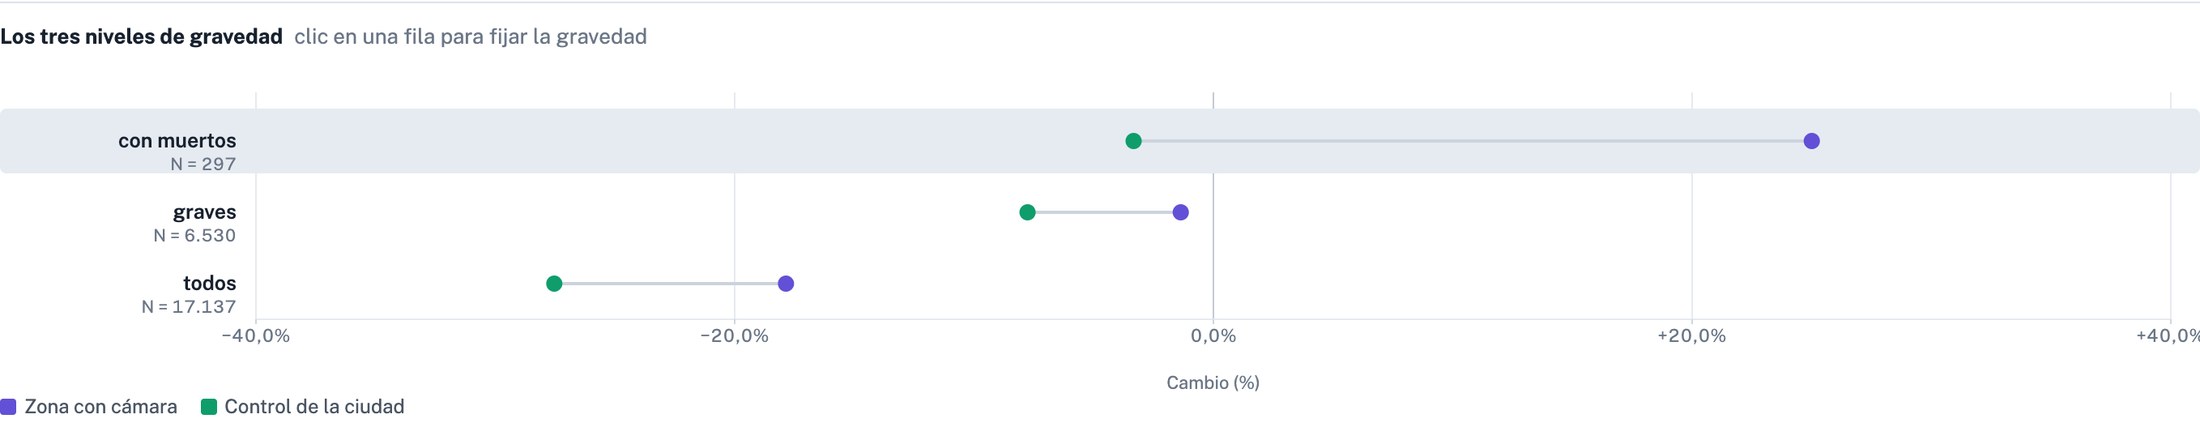 Los tres niveles de gravedad clic en una fila para fijar la gravedad
con muertos
N = 297
graves
N = 6.530
todos
N = 17.137
−40,0% −20,0% 0,0% +20,0% +40,0%
Cambio (%)
Zona con cámara Control de la ciudad